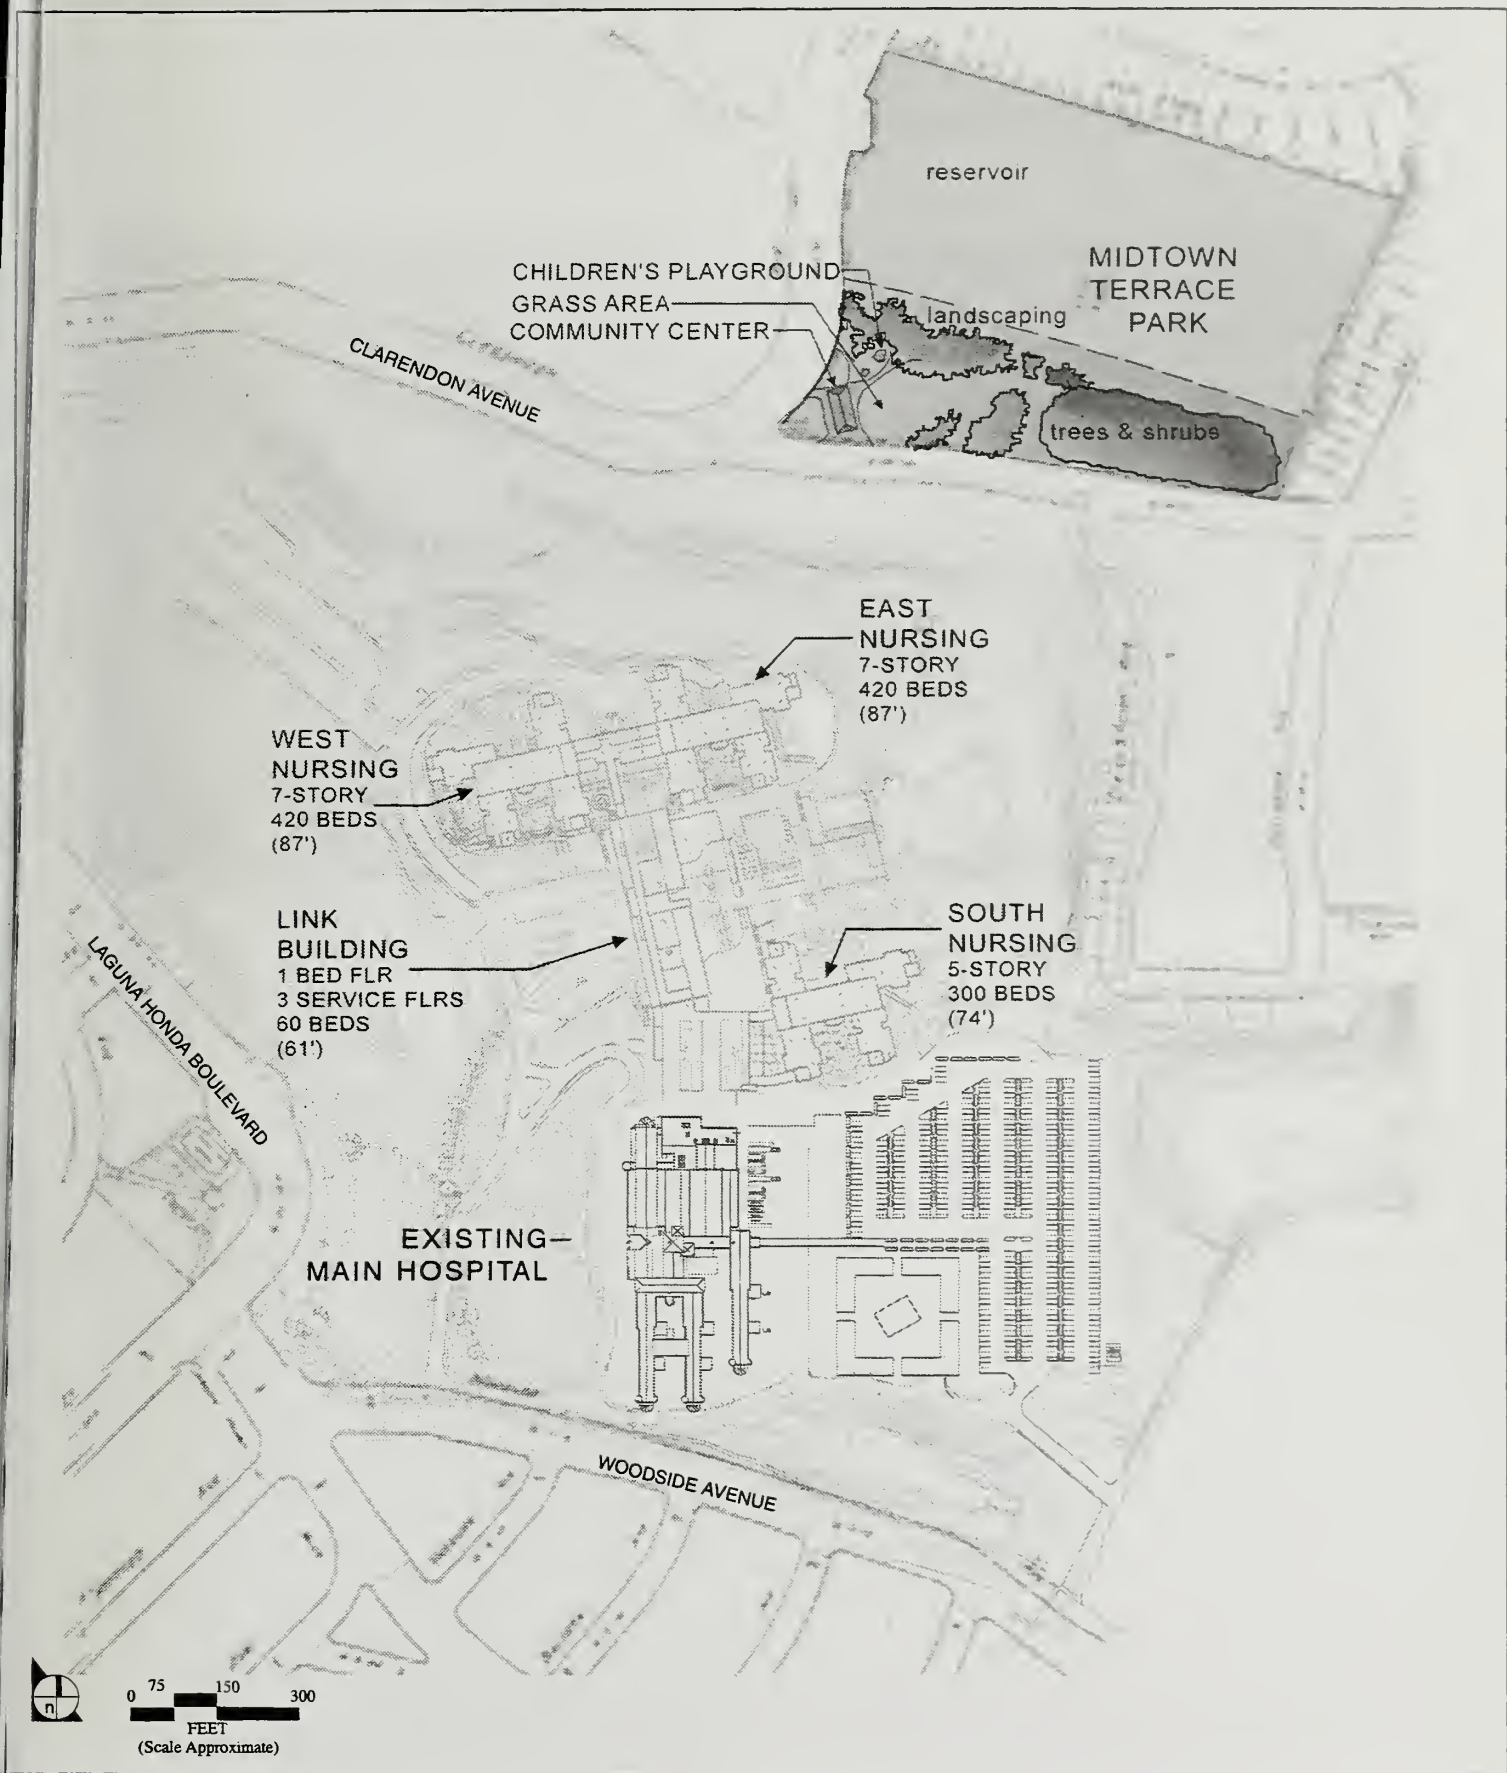 reservoir
MIDTOWN
TERRACE
PARK
CHILDREN'S PLAYGROUND
GRASS AREA
COMMUNITY CENTER
landscaping
trees & shrubs
CLARENDON AVENUE
EAST
NURSING
7-STORY
420 BEDS
(87')
WEST
NURSING
7-STORY
420 BEDS
(87')
LINK
BUILDING
1 BED FLR
3 SERVICE FLRS
60 BEDS
(61')
SOUTH
NURSING
5-STORY
300 BEDS
(74')
LAGUNA HONDA BOULEVARD
EXISTING
MAIN HOSPITAL
WOODSIDE AVENUE
n
0 75 150 300
FEET
(Scale Approximate)